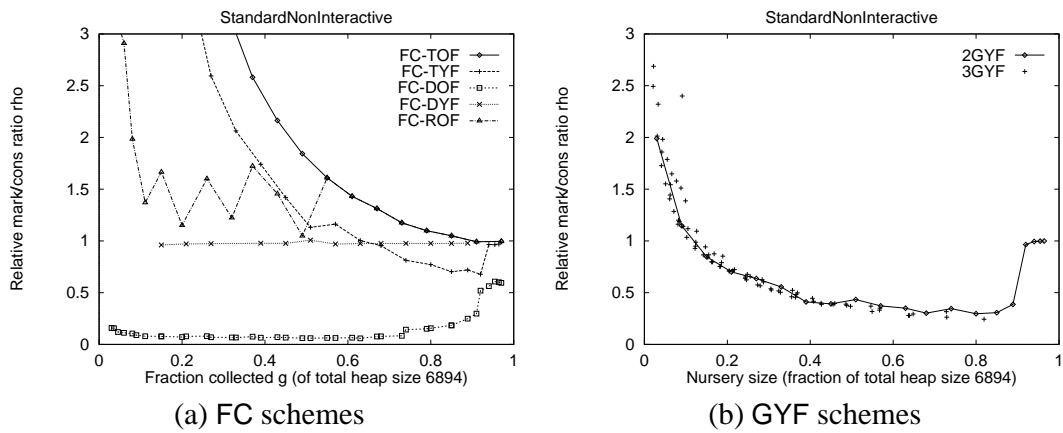 StandardNonInteractive
3
2.5
2
1.5
1
0.5
0
Relative mark/cons ratio rho
FC-TOF
FC-TYF
FC-DOF
FC-DYF
FC-ROF
0 0.2 0.4 0.6 0.8 1
Fraction collected g (of total heap size 6894)
(a) FC schemes
StandardNonInteractive
3
2.5
2
1.5
1
0.5
0
Relative mark/cons ratio rho
2GYF
3GYF
0 0.2 0.4 0.6 0.8 1
Nursery size (fraction of total heap size 6894)
(b) GYF schemes